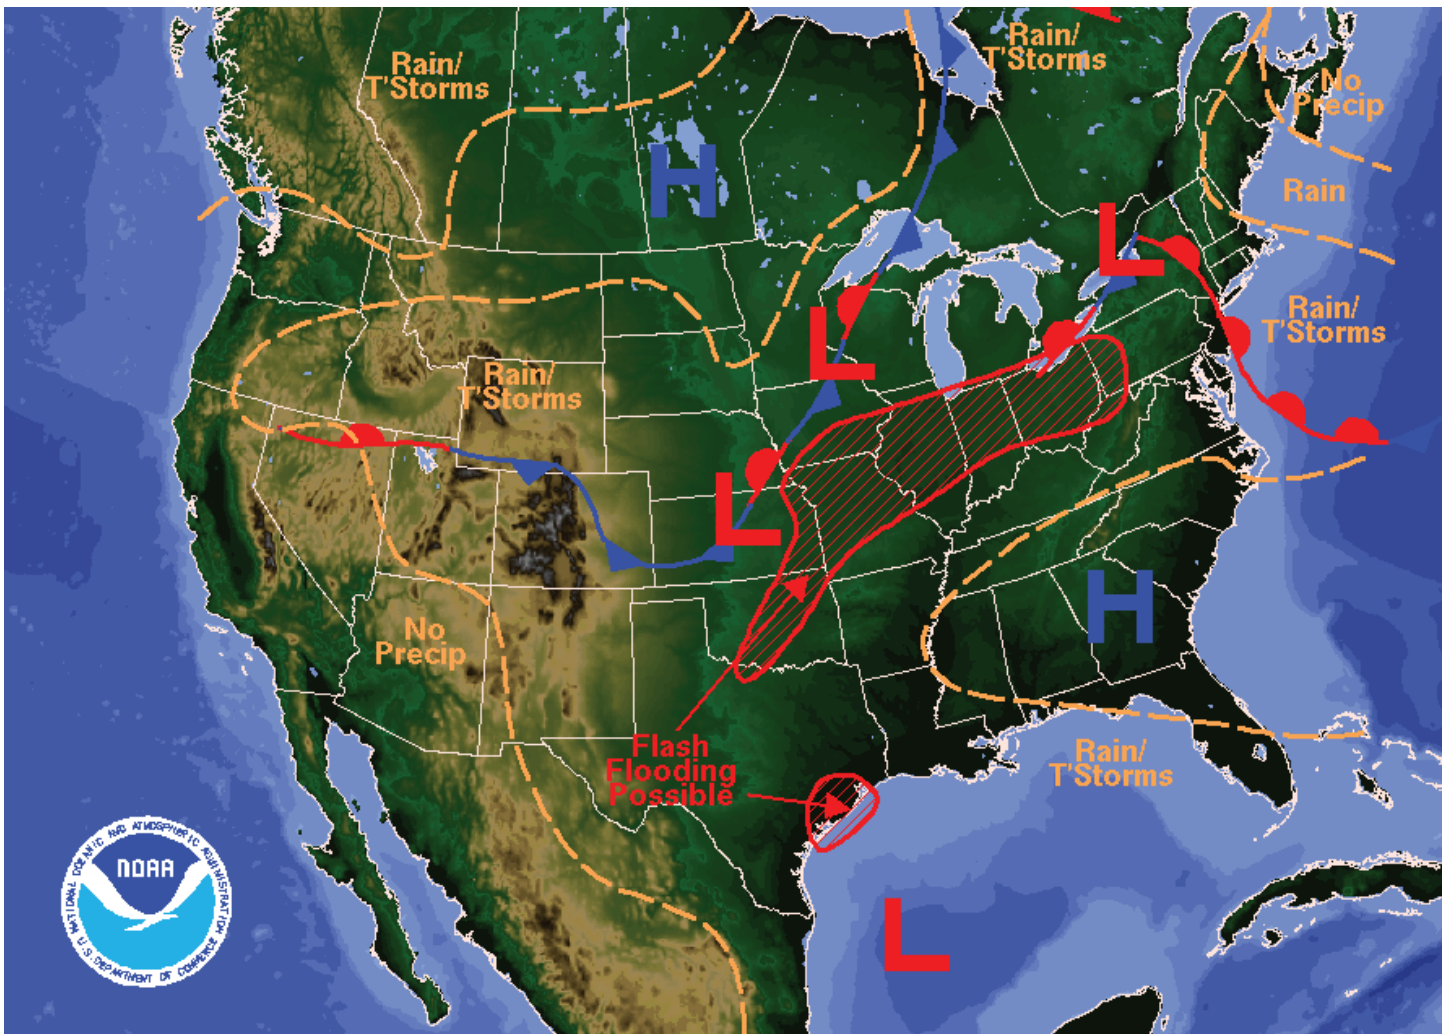 Rain/
T'Storms
Rain/
T'Storms
No
Precip
H
Rain
L
L
Rain/
T'Storms
Rain/
T'Storms
L
H
No
Precip
Flash
Flooding
Possible
Rain/
T'Storms
L
NOAA
NATIONAL OCEANIC AND ATMOSPHERIC ADMINISTRATION
U.S. DEPARTMENT OF COMMERCE